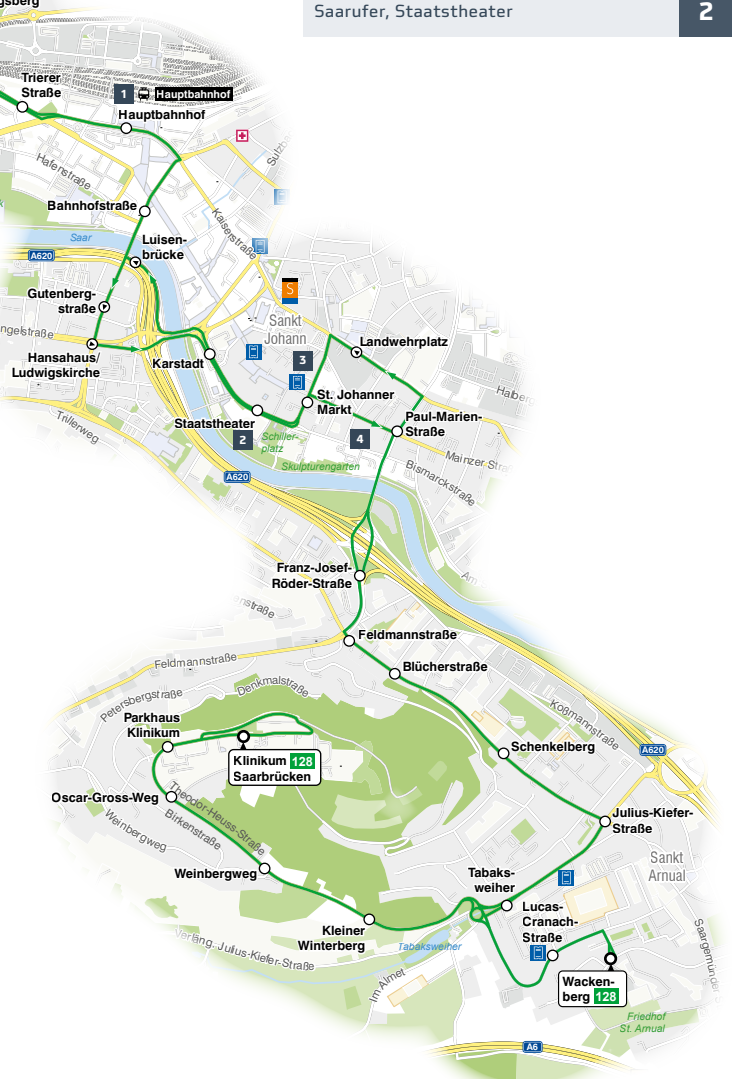 Saarufer, Staatstheater
2
Trierer
Straße
1
Hauptbahnhof
Hauptbahnhof
Hafenstraße
Bahnhofstraße
Kaiserstraße
Saar
Luisen-
brücke
A620
Gutenberg-
straße
S
Sankt
Johann
Landwehrplatz
Hansahaus/
Ludwigskirche
Karstadt
3
St. Johanner
Markt
Trillerweg
Staatstheater
2
Schiller-
platz
4
Paul-Marien-
Straße
Skulpturengarten
Bismarckstraße
A620
Franz-Josef-
Röder-Straße
Feldmannstraße
Feldmannstraße
Blücherstraße
Denkmalstraße
Petersbergstraße
Koßmannstraße
Parkhaus
Klinikum
Klinikum 128
Saarbrücken
Schenkelberg
A620
Oscar-Gross-Weg
Theodor-Heuss-Straße
Birkenstraße
Weinbergweg
Julius-Kiefer-
Straße
Sankt
Arnual
Weinbergweg
Tabaks-
weiher
Lucas-
Cranach-
Straße
Kleiner
Winterberg
Verläng. Julius-Kiefer-Straße
Tabaksweiher
Im Almet
Wacken-
berg 128
Friedhof
St. Arnual
A6